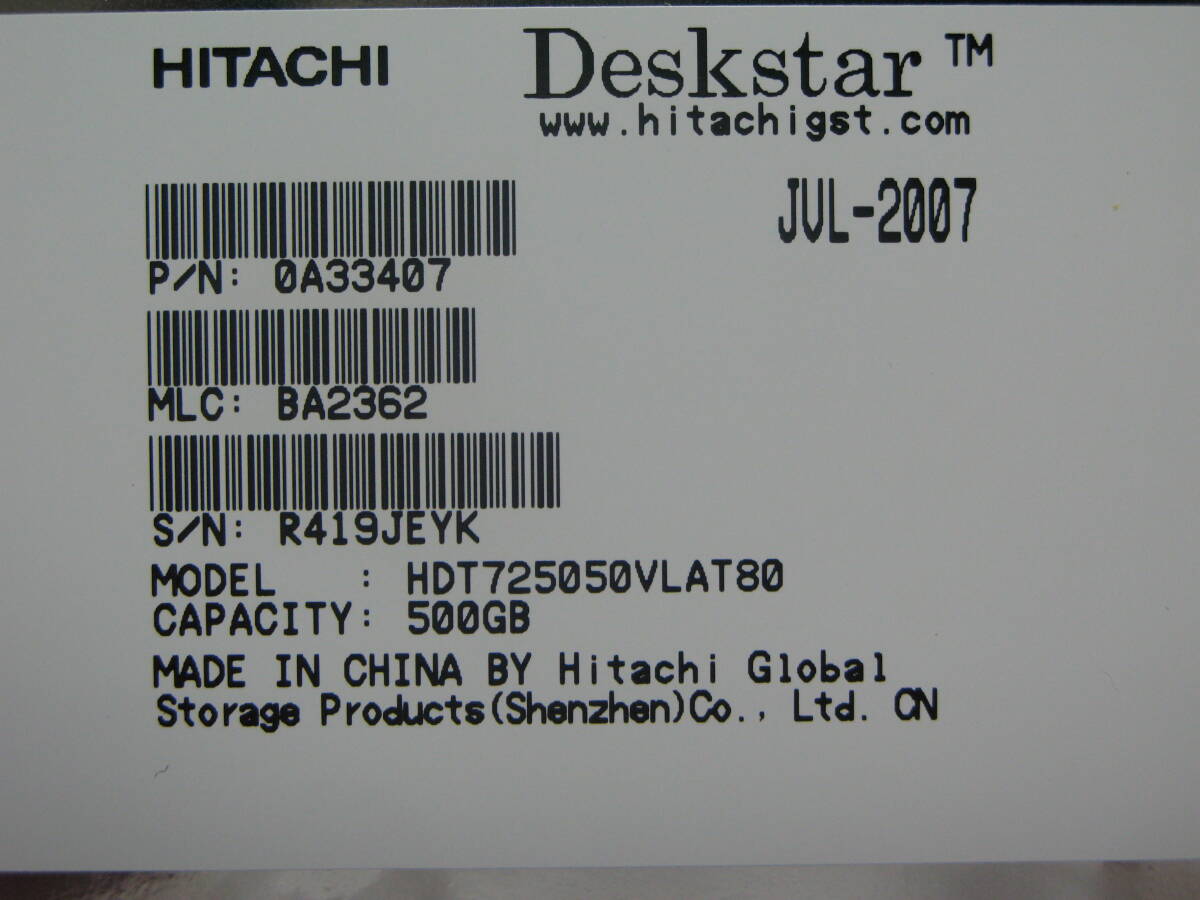 HITACHI
Deskstar™
www.hitachigst.com
JUL-2007
P/N: 0A33407
MLC: BA2362
S/N: R419JEYK
MODEL : HDT725050VLAT80
CAPACITY: 500GB
MADE IN CHINA BY Hitachi Global
Storage Products(Shenzhen)Co., Ltd. CN